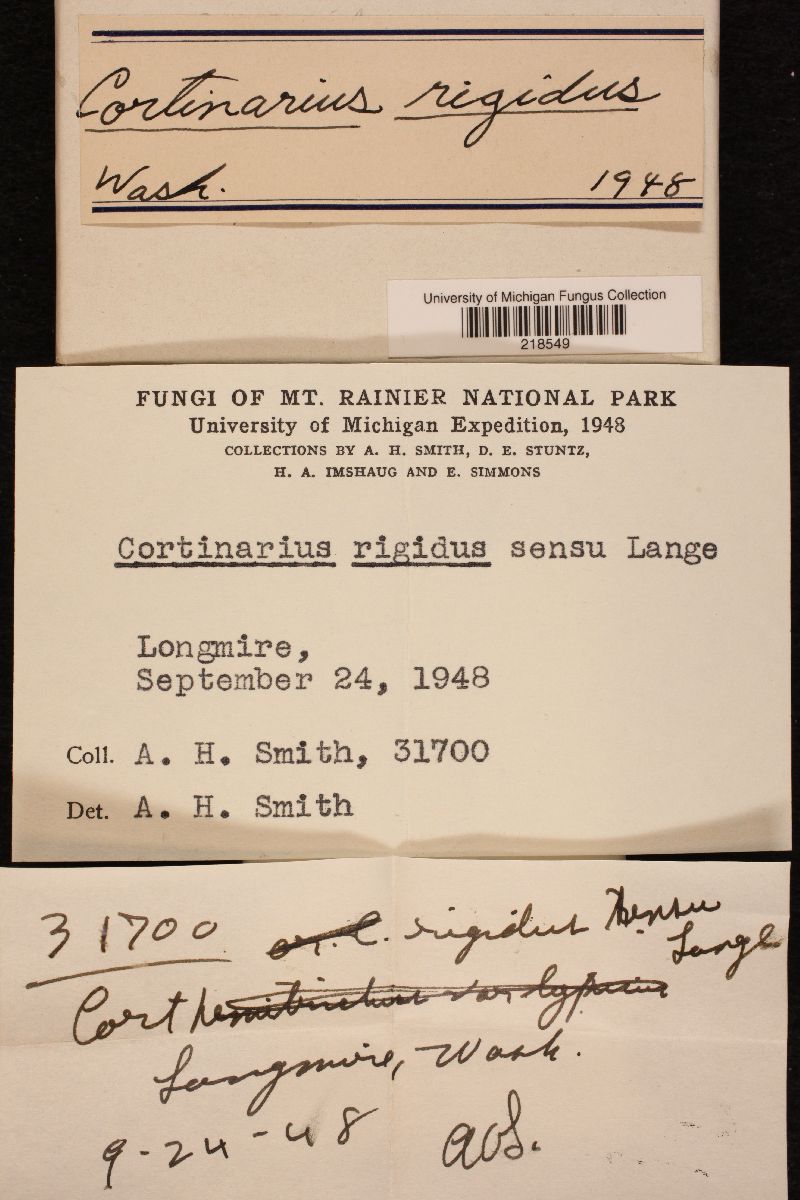 Cortinarius rigidus
Wash. 1948
University of Michigan Fungus Collection
218549
FUNGI OF MT. RAINIER NATIONAL PARK
University of Michigan Expedition, 1948
COLLECTIONS BY A. H. SMITH, D. E. STUNTZ,
H. A. IMSHAUG AND E. SIMMONS
Cortinarius rigidus sensu Lange
Longmire,
September 24, 1948
Coll. A. H. Smith, 31700
Det. A. H. Smith
31700 or. C. rigidus sensu
Lange
Cort
Longmire, Wash.
9-24-48